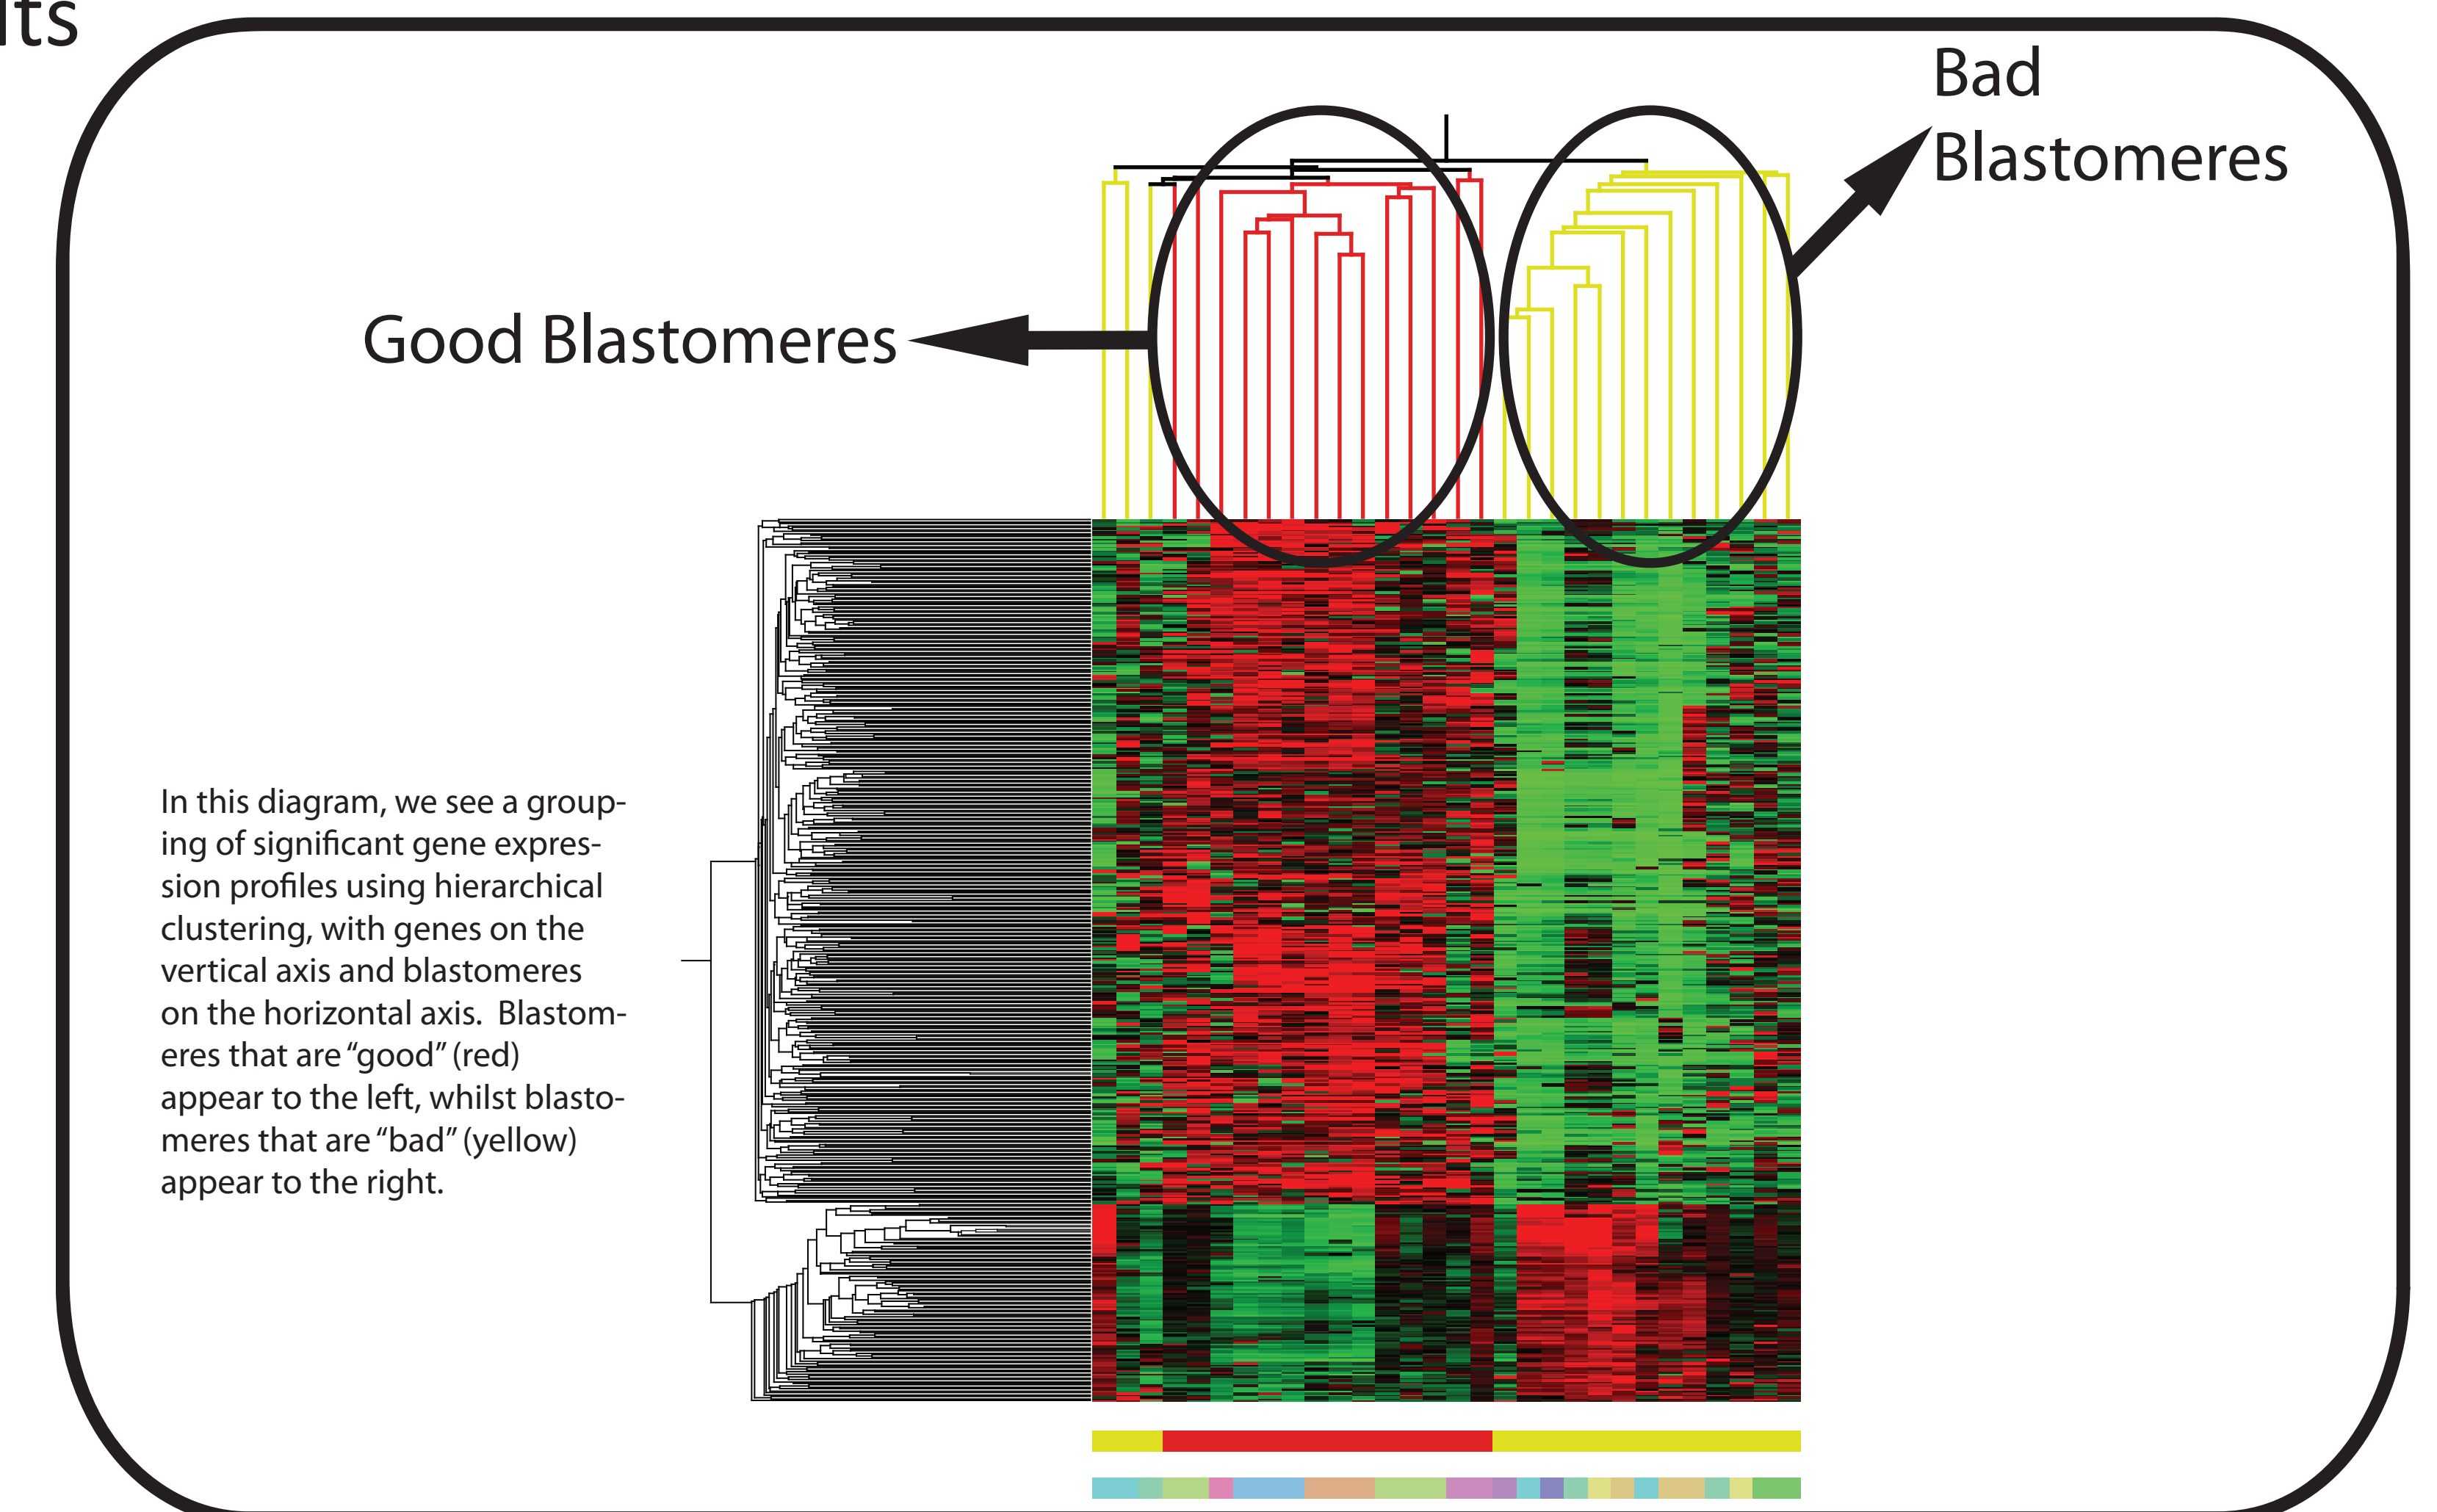 lts
Bad
Blastomeres
Good Blastomeres
In this diagram, we see a group-
ing of significant gene expres-
sion profiles using hierarchical
clustering, with genes on the
vertical axis and blastomeres
on the horizontal axis.  Blastom-
eres that are “good” (red)
appear to the left, whilst blasto-
meres that are “bad” (yellow)
appear to the right.